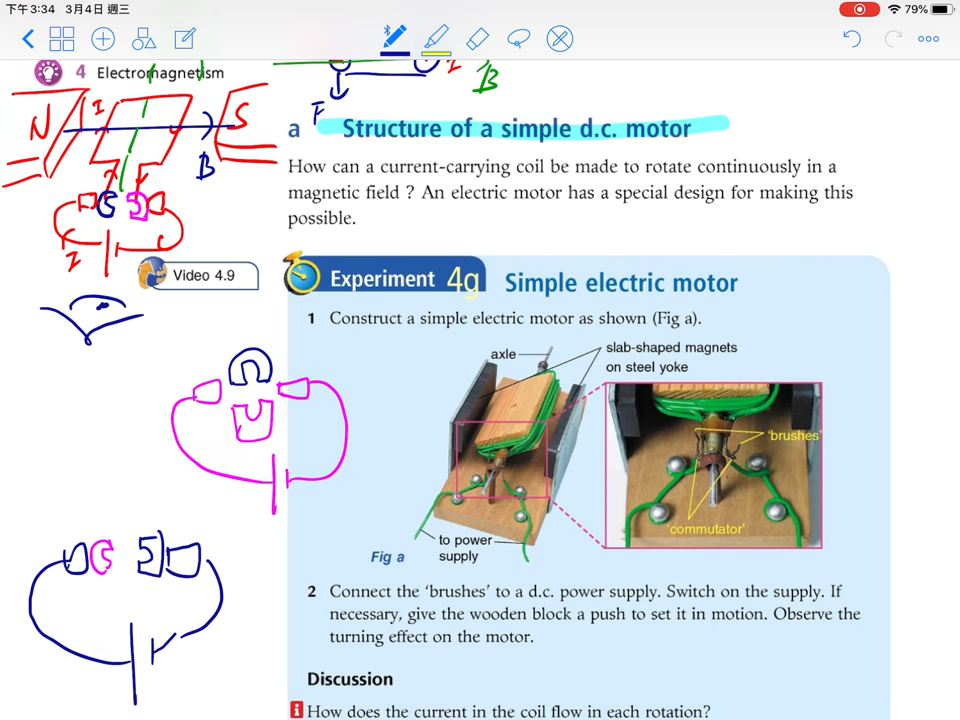 下午3:34 3月4日 週三
79%
4 Electromagnetism
N
I
S
B
I
F
I
B
a Structure of a simple d.c. motor
How can a current-carrying coil be made to rotate continuously in a
magnetic field ? An electric motor has a special design for making this
possible.
Video 4.9
Experiment 4g Simple electric motor
1 Construct a simple electric motor as shown (Fig a).
axle
slab-shaped magnets
on steel yoke
'brushes'
'commutator'
to power
supply
Fig a
2 Connect the 'brushes' to a d.c. power supply. Switch on the supply. If
necessary, give the wooden block a push to set it in motion. Observe the
turning effect on the motor.
Discussion
How does the current in the coil flow in each rotation?